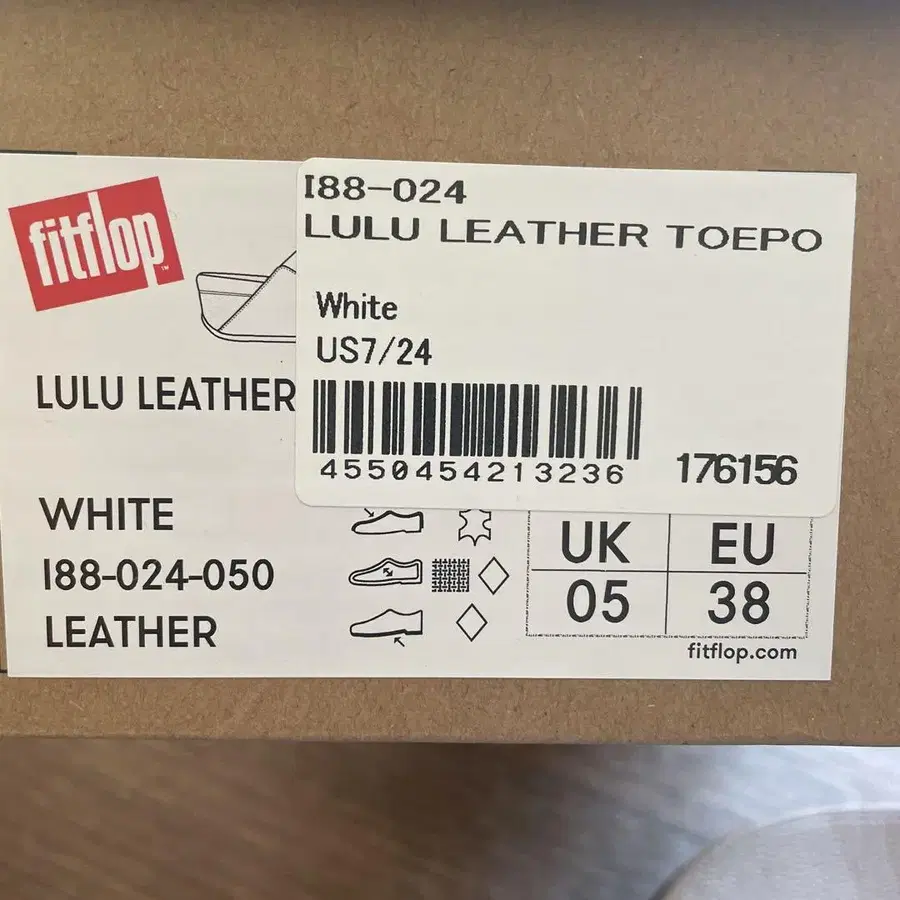 fitflop™
I88-024
LULU LEATHER TOEPO
White
US7/24
4550454213236
176156
LULU LEATHER
WHITE
I88-024-050
LEATHER
UK EU
05 38
fitflop.com